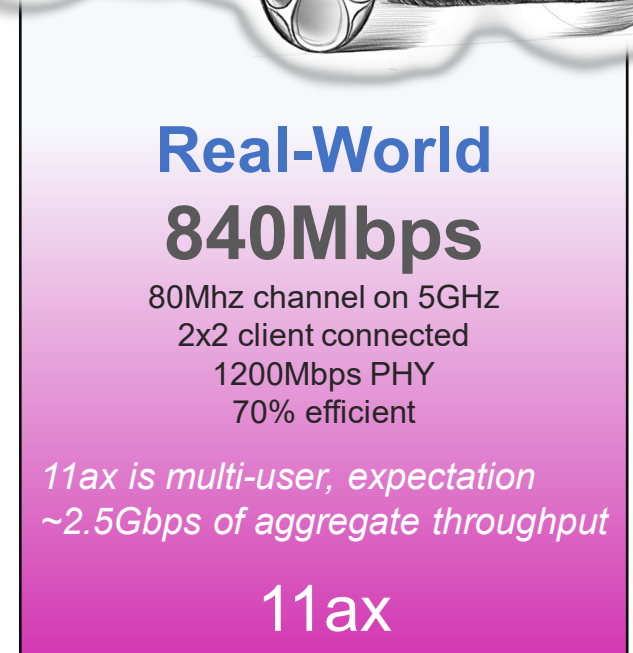 Real-World
840Mbps
80Mhz channel on 5GHz
2x2 client connected
1200Mbps PHY
70% efficient
11ax is multi-user, expectation
~2.5Gbps of aggregate throughput
11ax